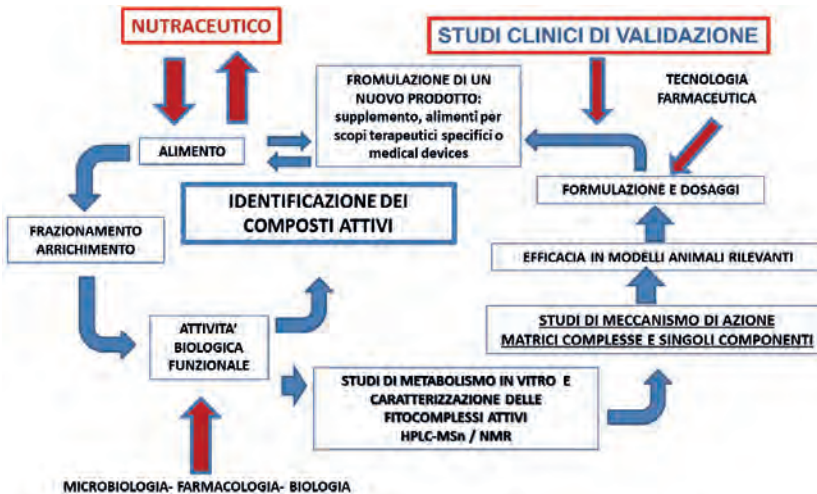 NUTRACEUTICO
STUDI CLINICI DI VALIDAZIONE
FROMULAZIONE DI UN
NUOVO PRODOTTO:
supplemento, alimenti per
scopi terapeutici specifici o
medical devices
TECNOLOGIA
FARMACEUTICA
ALIMENTO
FORMULAZIONE E DOSAGGI
IDENTIFICAZIONE DEI
COMPOSTI ATTIVI
FRAZIONAMENTO
ARRICHIMENTO
EFFICACIA IN MODELLI ANIMALI RILEVANTI
STUDI DI MECCANISMO DI AZIONE
MATRICI COMPLESSE E SINGOLI COMPONENTI
ATTIVITA'
BIOLOGICA
FUNZIONALE
STUDI DI METABOLISMO IN VITRO E
CARATTERIZZAZIONE DELLE
FITOCOMPLESSI ATTIVI
HPLC-MSn / NMR
MICROBIOLOGIA- FARMACOLOGIA- BIOLOGIA